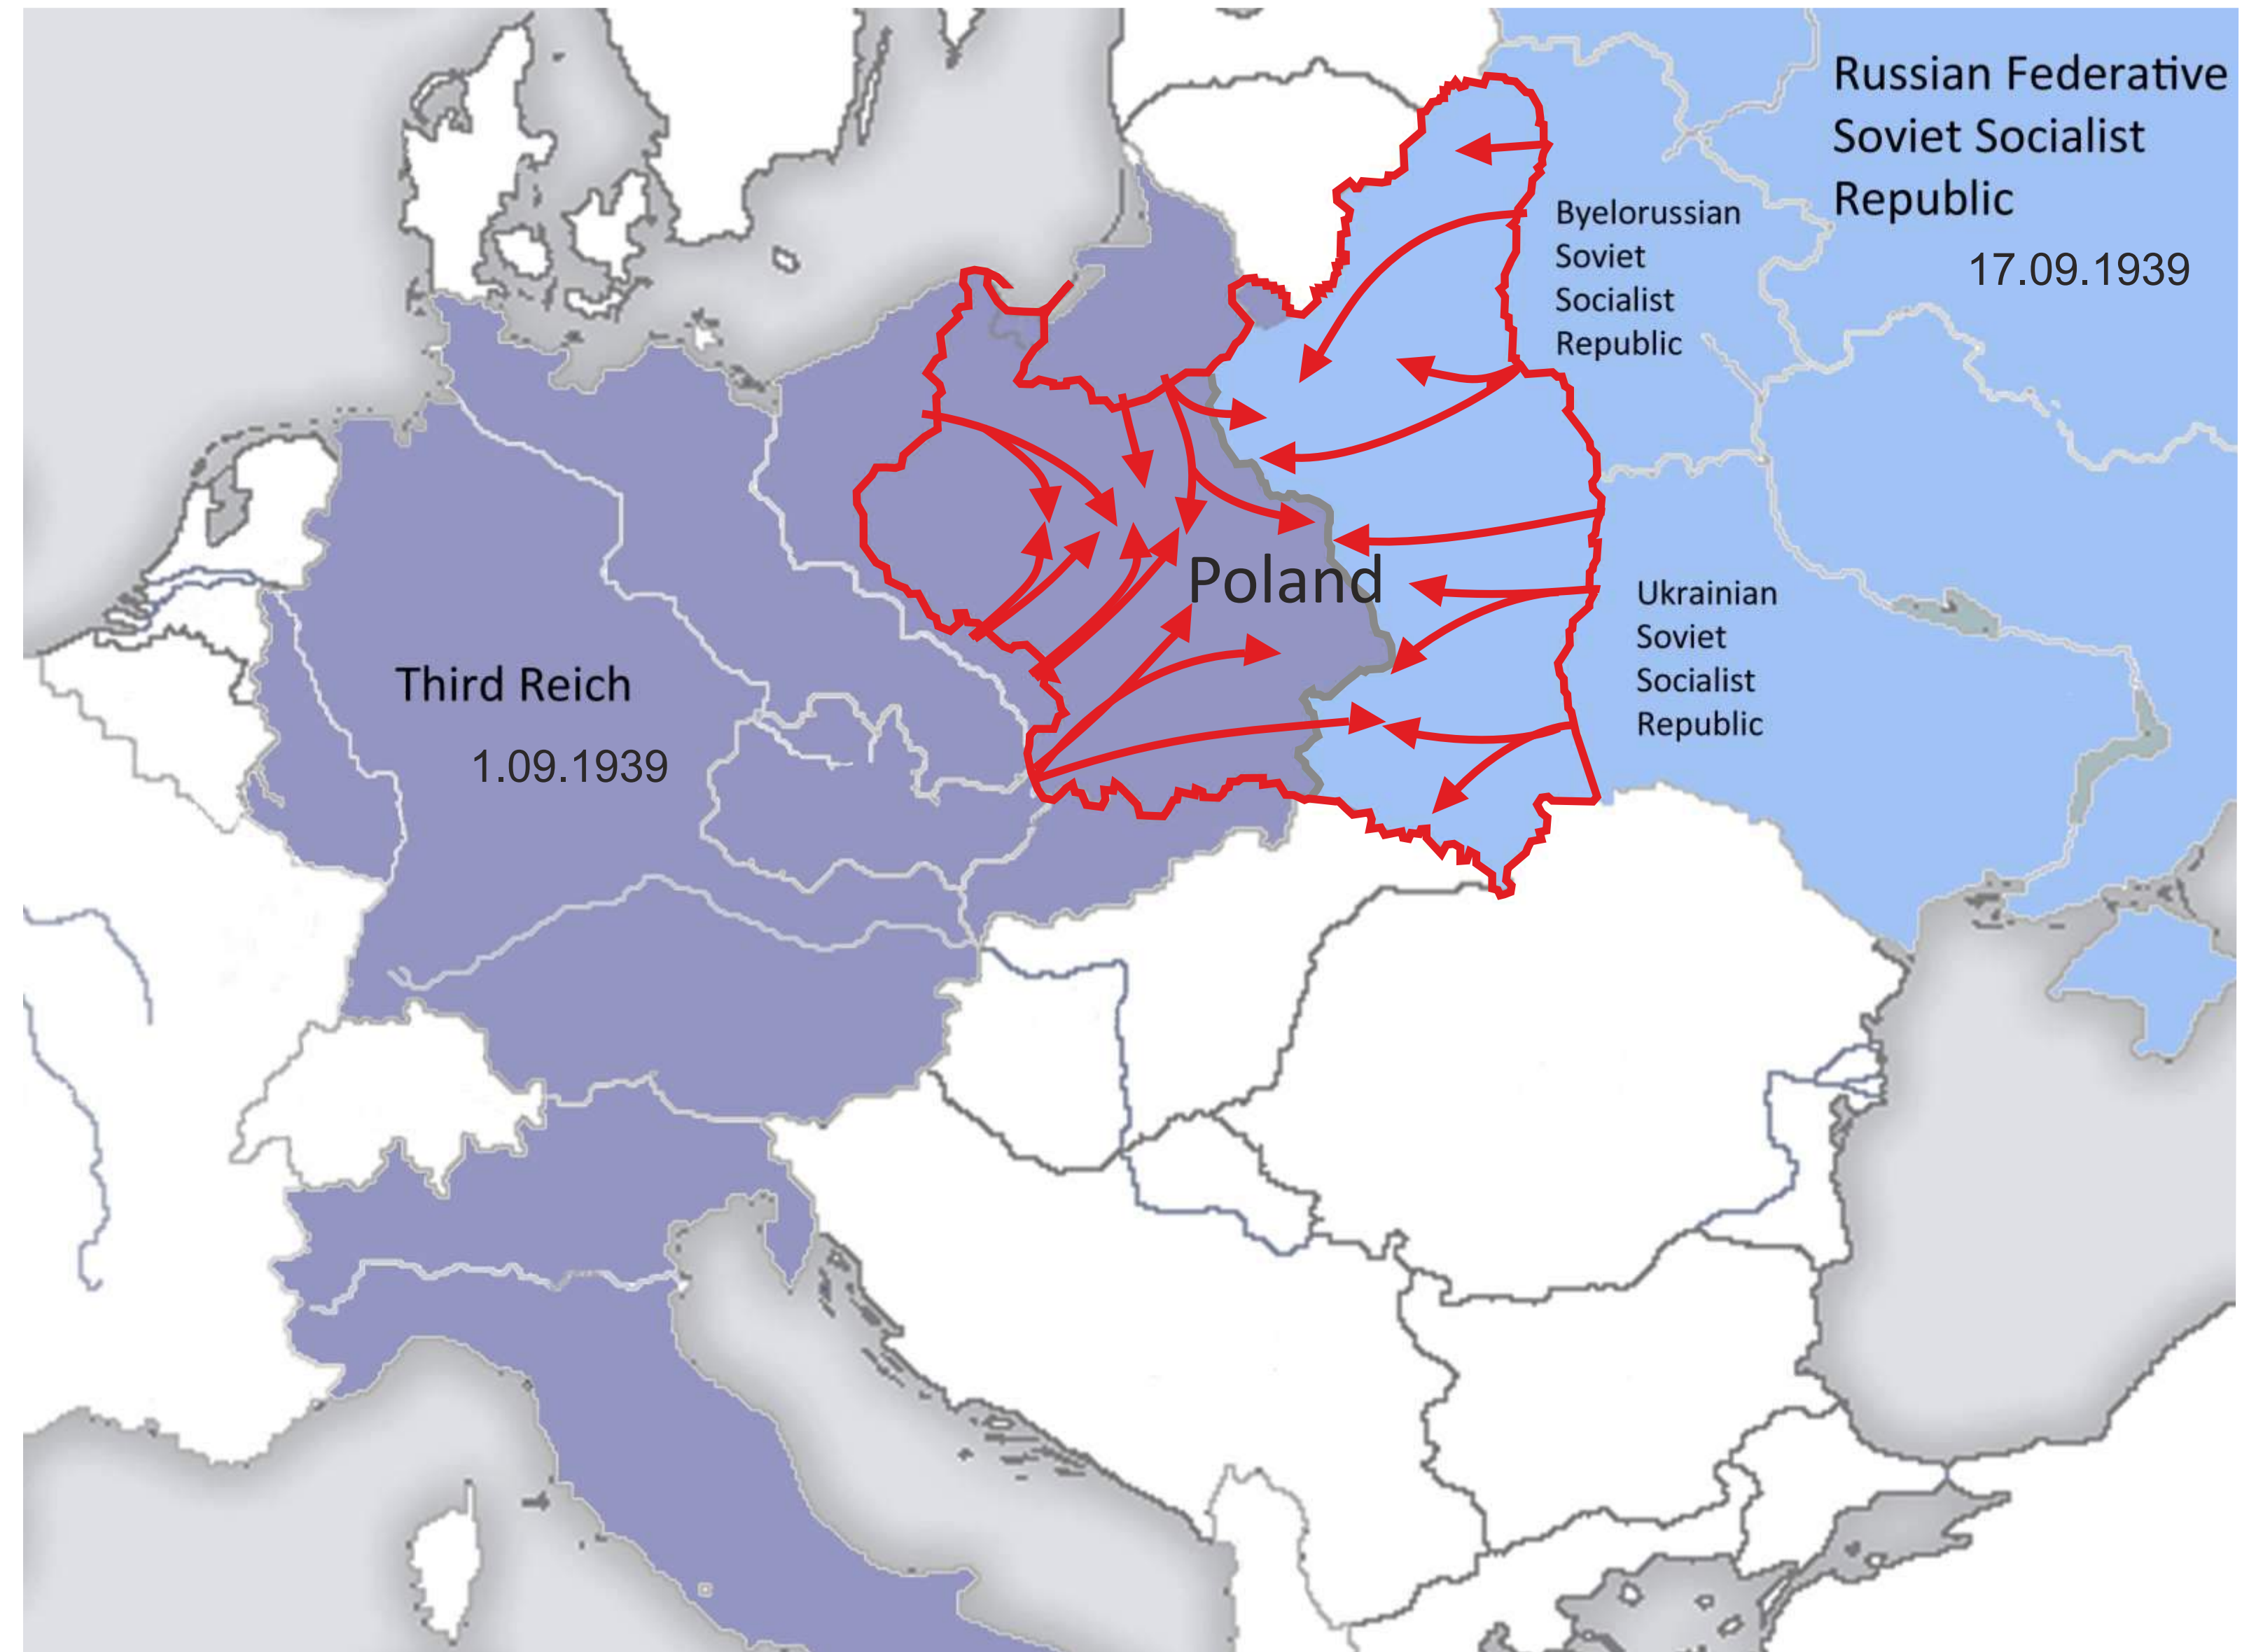 Russian Federative
Soviet Socialist
Republic
17.09.1939
Byelorussian
Soviet
Socialist
Republic
Poland
Ukrainian
Soviet
Socialist
Republic
Third Reich
1.09.1939